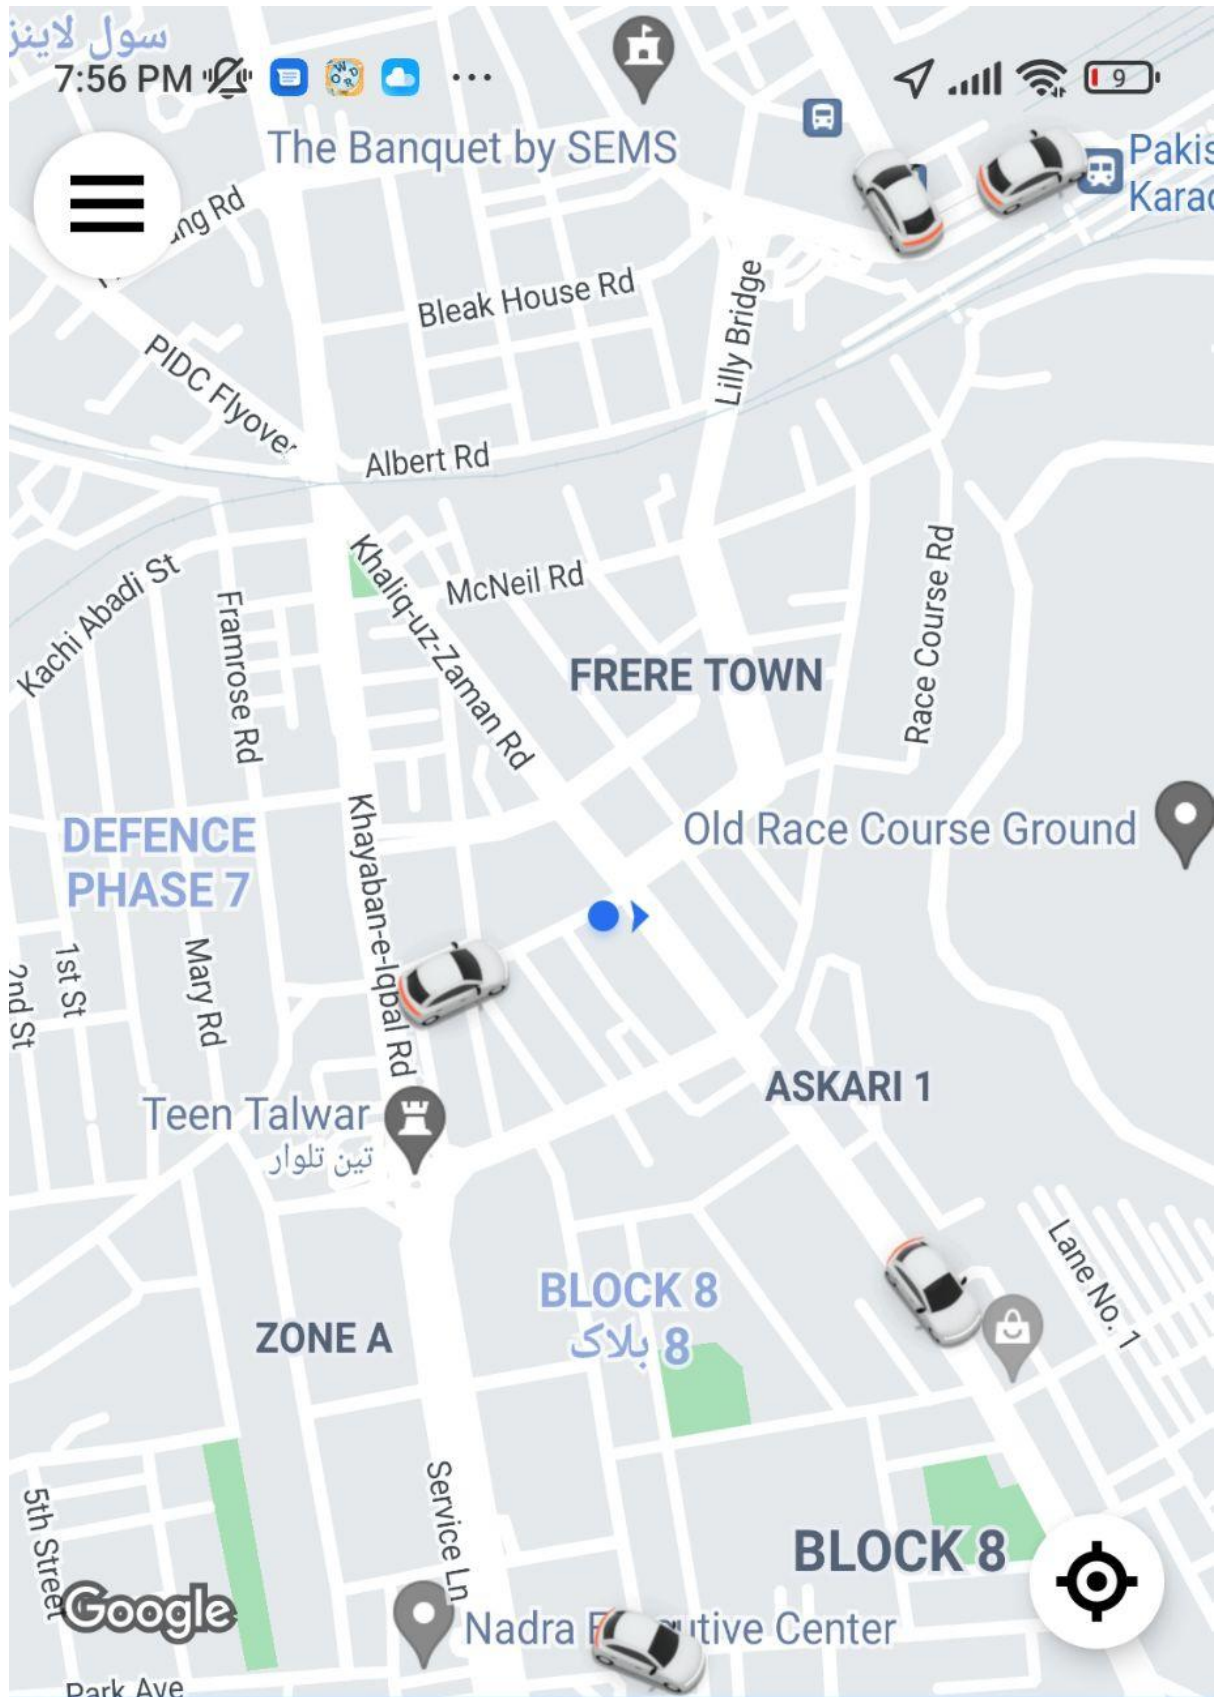 سول لاینز
7:56 PM
9
The Banquet by SEMS
Pakis
Karac
ng Rd
Bleak House Rd
Lilly Bridge
PIDC Flyover
Albert Rd
Khaliq-uz-Zaman Rd
McNeil Rd
Kachi Abadi St
Framrose Rd
Race Course Rd
FRERE TOWN
Khayaban-e-Iqbal Rd
DEFENCE
PHASE 7
Old Race Course Ground
1st St
2nd St
Mary Rd
ASKARI 1
Teen Talwar
تین تلوار
Lane No. 1
BLOCK 8
8 بلاک
ZONE A
Service Ln
5th Street
BLOCK 8
Google
Nadra E utive Center
Park Ave